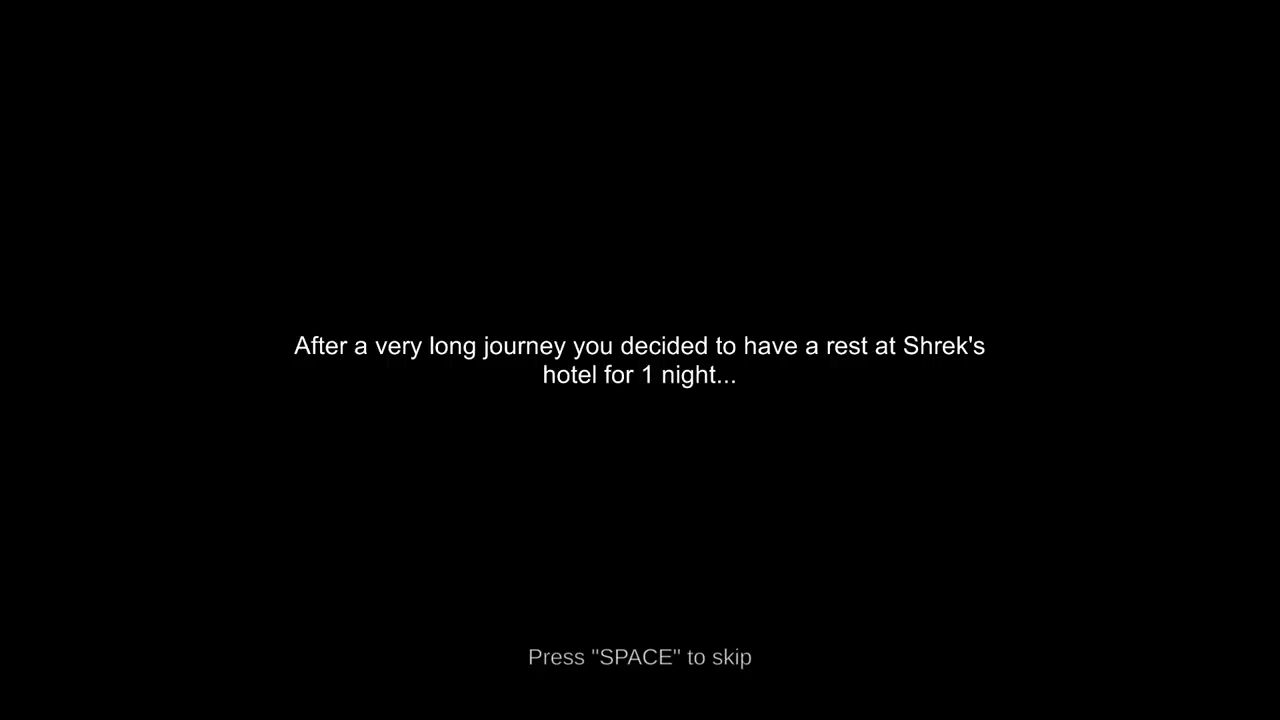 After a very long journey you decided to have a rest at Shrek's
hotel for 1 night...
Press "SPACE" to skip